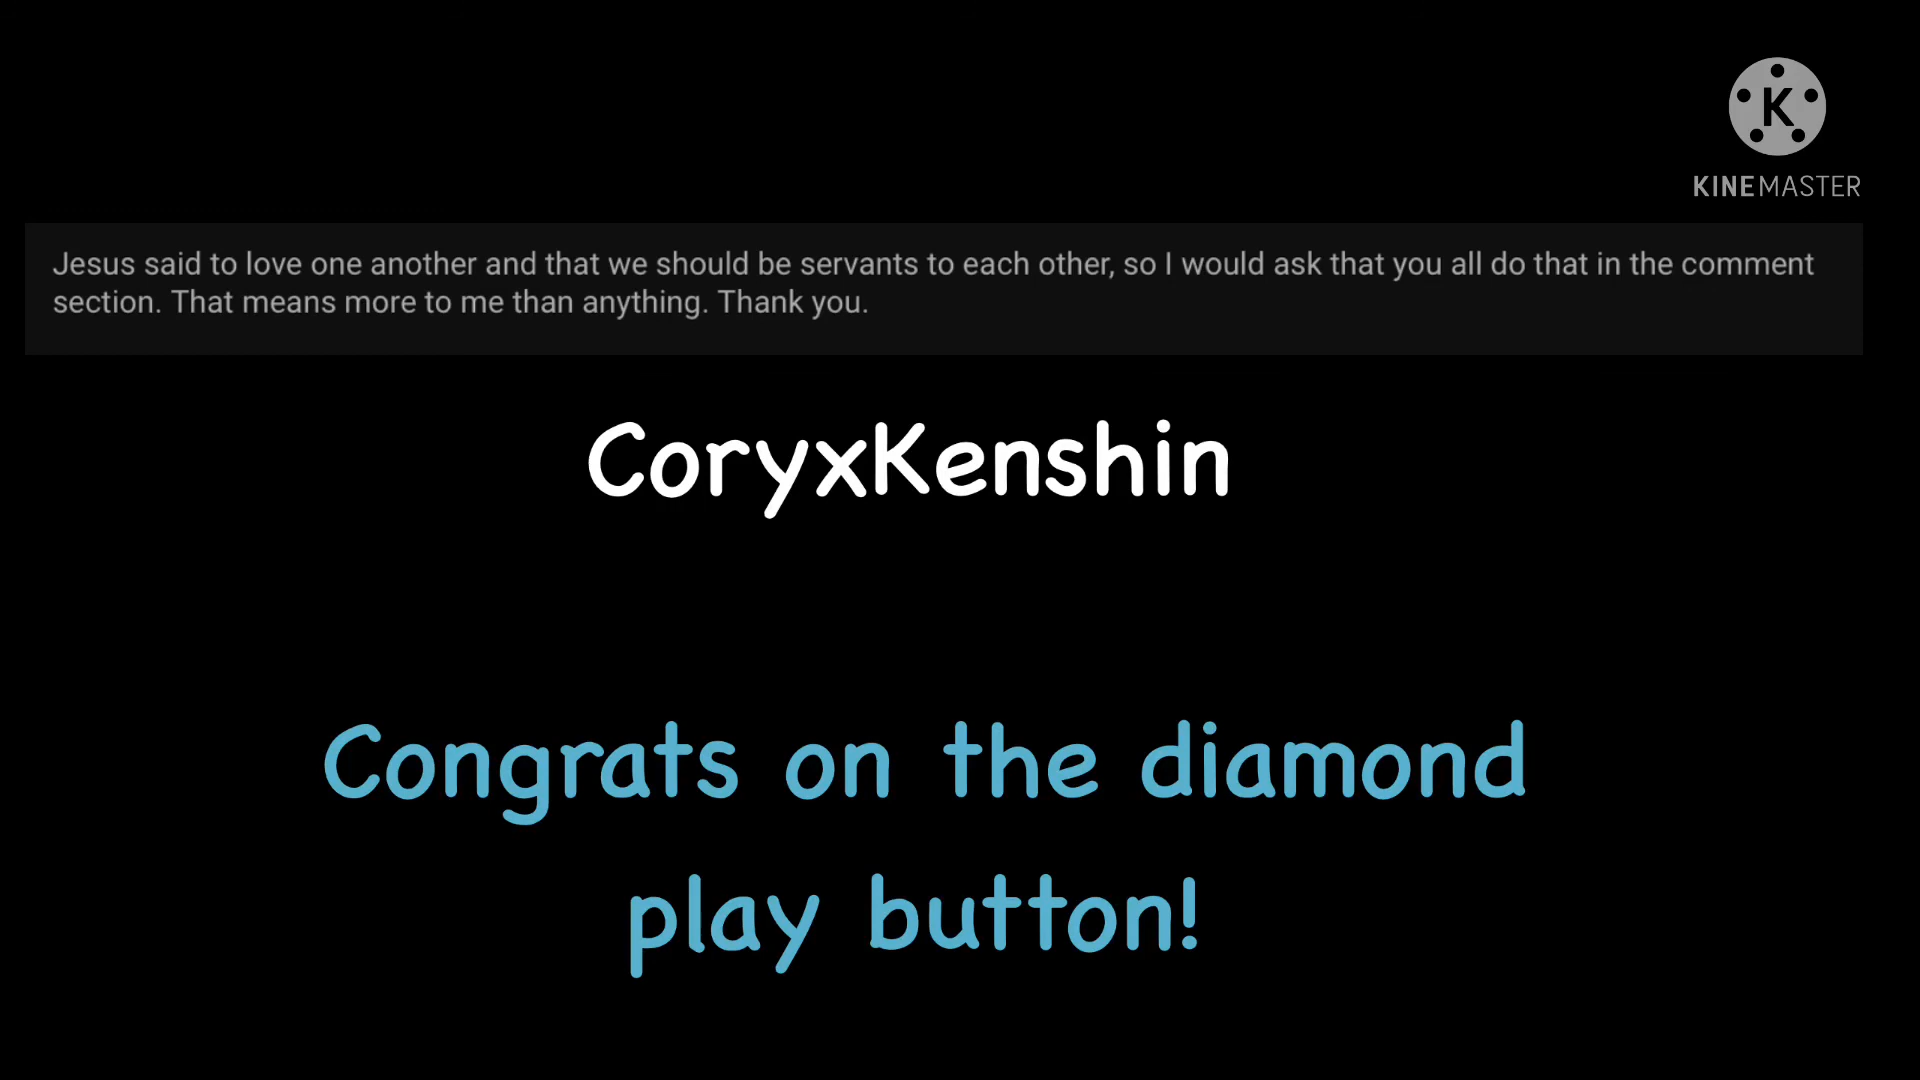 K
KINEMASTER
Jesus said to love one another and that we should be servants to each other, so I would ask that you all do that in the comment
section. That means more to me than anything. Thank you.
CoryxKenshin
Congrats on the diamond
play button!